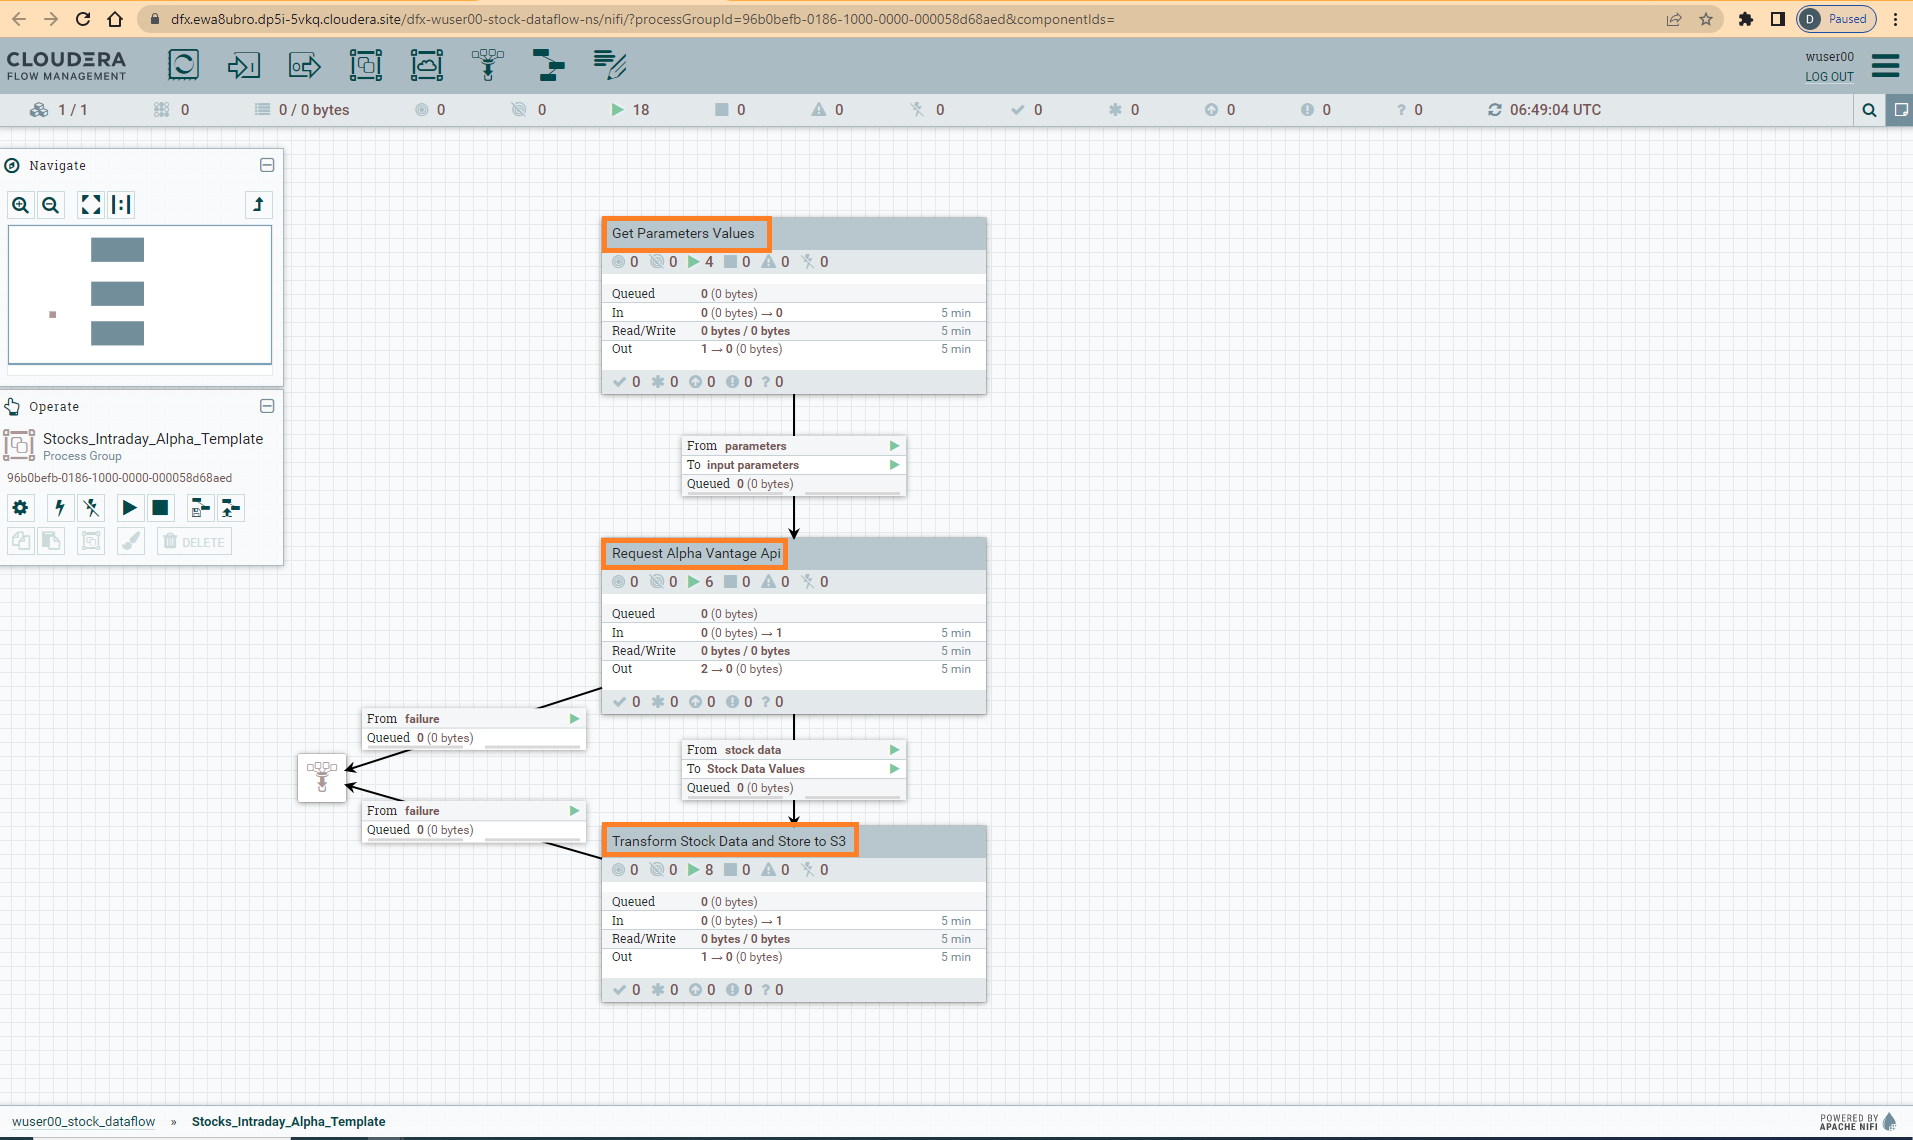 dfx.ewa8ubro.dp5i-5vkq.cloudera.site/dfx-wuser00-stock-dataflow-ns/nifi/?processGroupId=96b0befb-0186-1000-0000-000058d68aed&componentIds=
D Paused
CLOUDERA
FLOW MANAGEMENT
wuser00
LOG OUT
1 / 1 0 0 / 0 bytes 0 0 18 0 0 0 0 0 0 0 ? 0 06:49:04 UTC
Navigate
Operate
Stocks_Intraday_Alpha_Template
Process Group
96b0befb-0186-1000-0000-000058d68aed
DELETE
Get Parameters Values
0 0 4 0 0 0
Queued 0 (0 bytes)
In 0 (0 bytes) → 0 5 min
Read/Write 0 bytes / 0 bytes 5 min
Out 1 → 0 (0 bytes) 5 min
0 0 0 0 ? 0
From parameters
To input parameters
Queued 0 (0 bytes)
Request Alpha Vantage Api
0 0 6 0 0 0
Queued 0 (0 bytes)
In 0 (0 bytes) → 1 5 min
Read/Write 0 bytes / 0 bytes 5 min
Out 2 → 0 (0 bytes) 5 min
0 0 0 0 ? 0
From failure
Queued 0 (0 bytes)
From stock data
To Stock Data Values
Queued 0 (0 bytes)
From failure
Queued 0 (0 bytes)
Transform Stock Data and Store to S3
0 0 8 0 0 0
Queued 0 (0 bytes)
In 0 (0 bytes) → 1 5 min
Read/Write 0 bytes / 0 bytes 5 min
Out 1 → 0 (0 bytes) 5 min
0 0 0 0 ? 0
wuser00_stock_dataflow » Stocks_Intraday_Alpha_Template
POWERED BY
APACHE NIFI